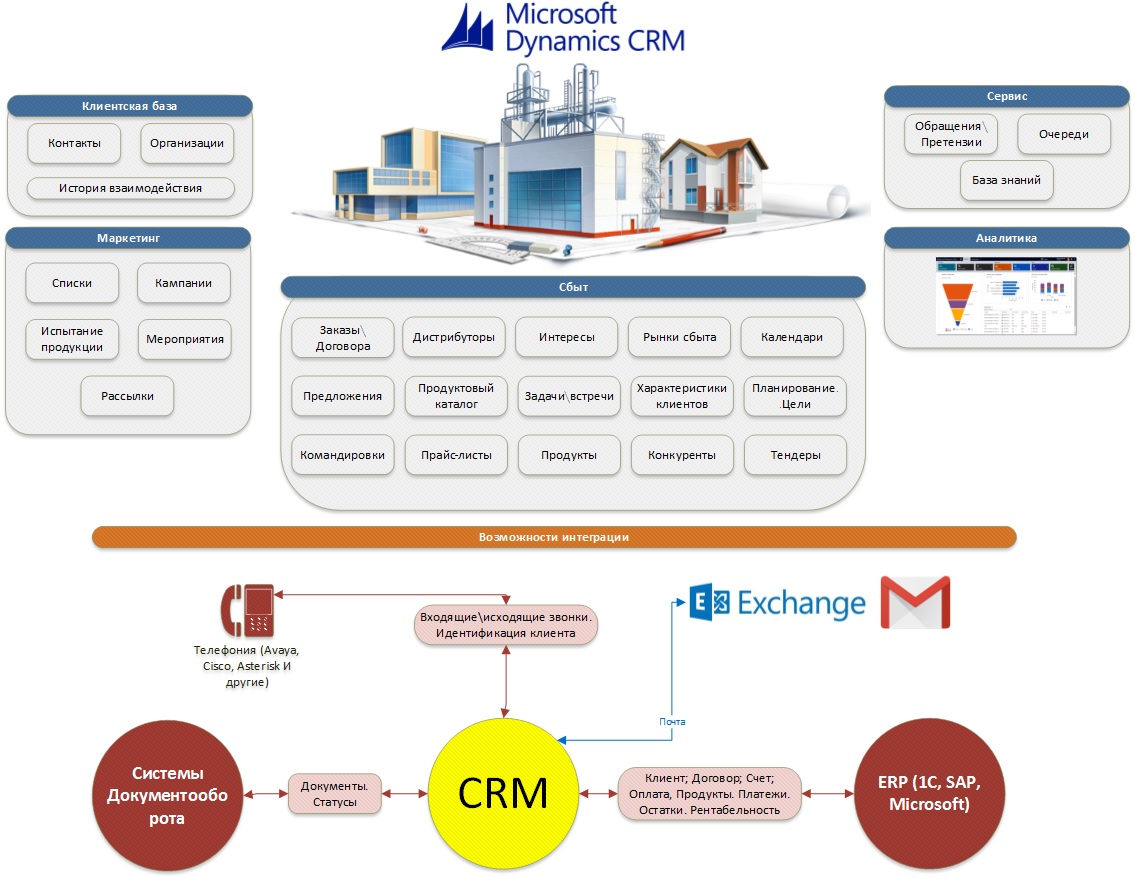 Microsoft
Dynamics CRM
Клиентская база
Контакты
Организации
История взаимодействия
Маркетинг
Списки
Кампании
Испытание
продукции
Мероприятия
Рассылки
Сервис
Обращения\
Претензии
Очереди
База знаний
Аналитика
Сбыт
Заказы\
Договора
Дистрибуторы
Интересы
Рынки сбыта
Календари
Предложения
Продуктовый
каталог
Задачи\встречи
Характеристики
клиентов
Планирование.
.Цели
Командировки
Прайс-листы
Продукты
Конкуренты
Тендеры
Возможности интеграции
Телефония (Avaya,
Cisco, Asterisk И
другие)
Входящие\исходящие звонки.
Идентификация клиента
E Exchange
Почта
Системы
Документообо
рота
Документы.
Статусы
CRM
Клиент; Договор; Счет;
Оплата, Продукты. Платежи.
Остатки. Рентабельность
ERP (1C, SAP,
Microsoft)